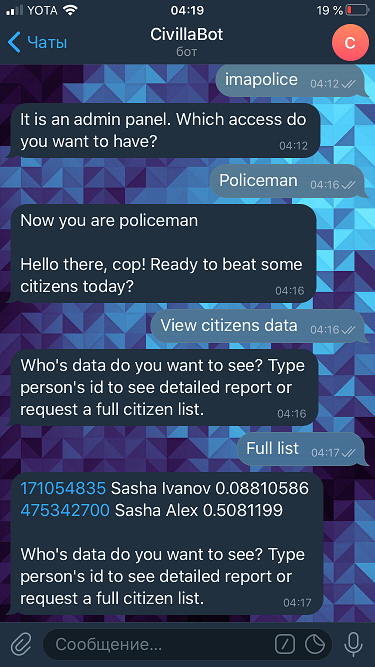 YOTA 04:19 19 %
Чаты CivillaBot C
бот
imapolice 04:12
It is an admin panel. Which access do
you want to have? 04:12
Policeman 04:16
Now you are policeman
Hello there, cop! Ready to beat some
citizens today? 04:16
View citizens data 04:16
Who's data do you want to see? Type
person's id to see detailed report or
request a full citizen list. 04:16
Full list 04:17
171054835 Sasha Ivanov 0.08810586
475342700 Sasha Alex 0.5081199
Who's data do you want to see? Type
person's id to see detailed report or
request a full citizen list. 04:17
Сообщение...